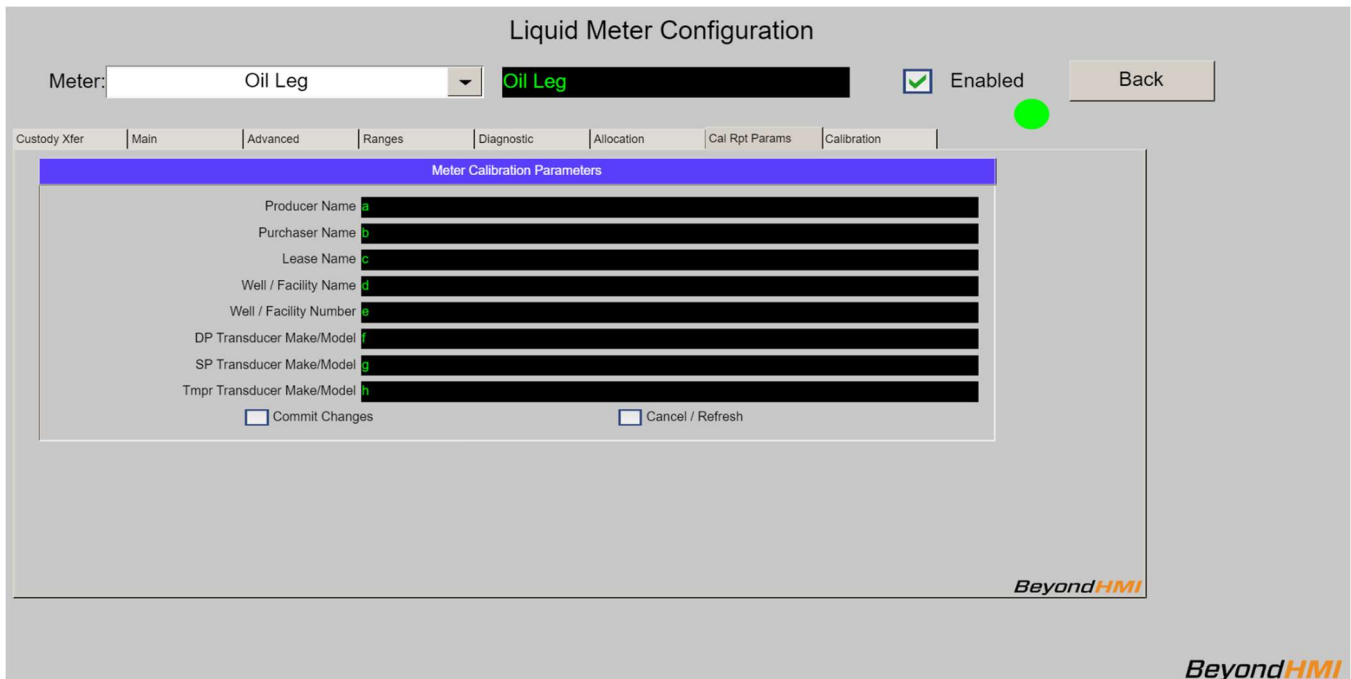 Liquid Meter Configuration
Meter: Oil Leg Oil Leg Enabled Back
Custody Xfer Main Advanced Ranges Diagnostic Allocation Cal Rpt Params Calibration
Meter Calibration Parameters
Producer Name a
Purchaser Name b
Lease Name c
Well / Facility Name d
Well / Facility Number e
DP Transducer Make/Model f
SP Transducer Make/Model g
Tmpr Transducer Make/Model h
Commit Changes Cancel / Refresh
BeyondHMI
BeyondHMI